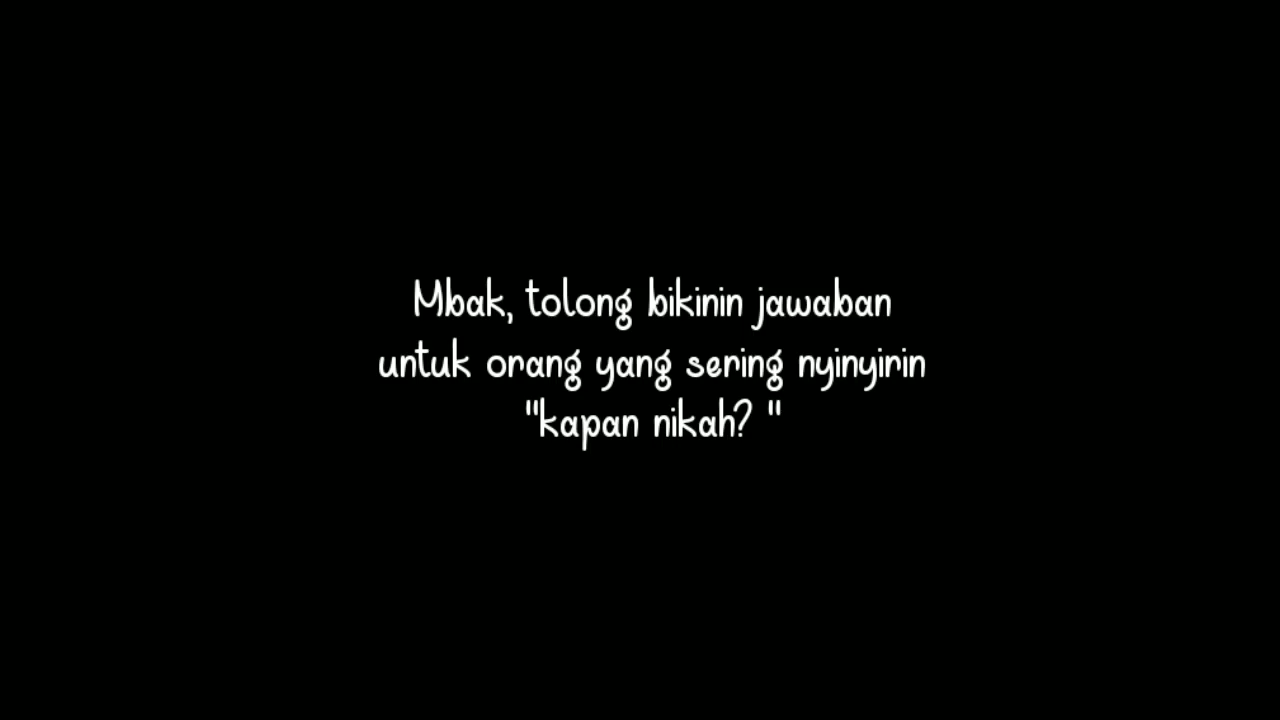 Mbak, tolong bikinin jawaban
untuk orang yang sering nyinyirin
"kapan nikah? "